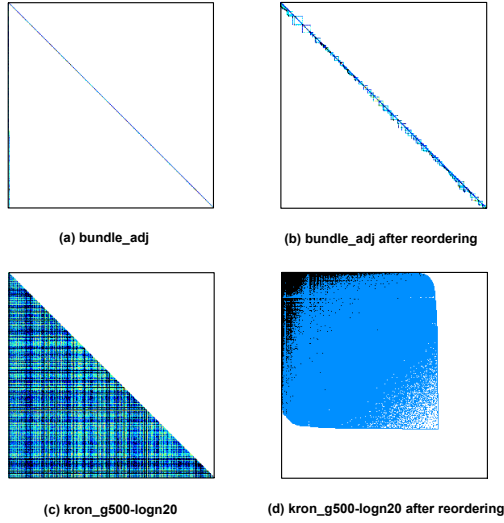 (a) bundle_adj
(b) bundle_adj after reordering
(c) kron_g500-logn20
(d) kron_g500-logn20 after reordering